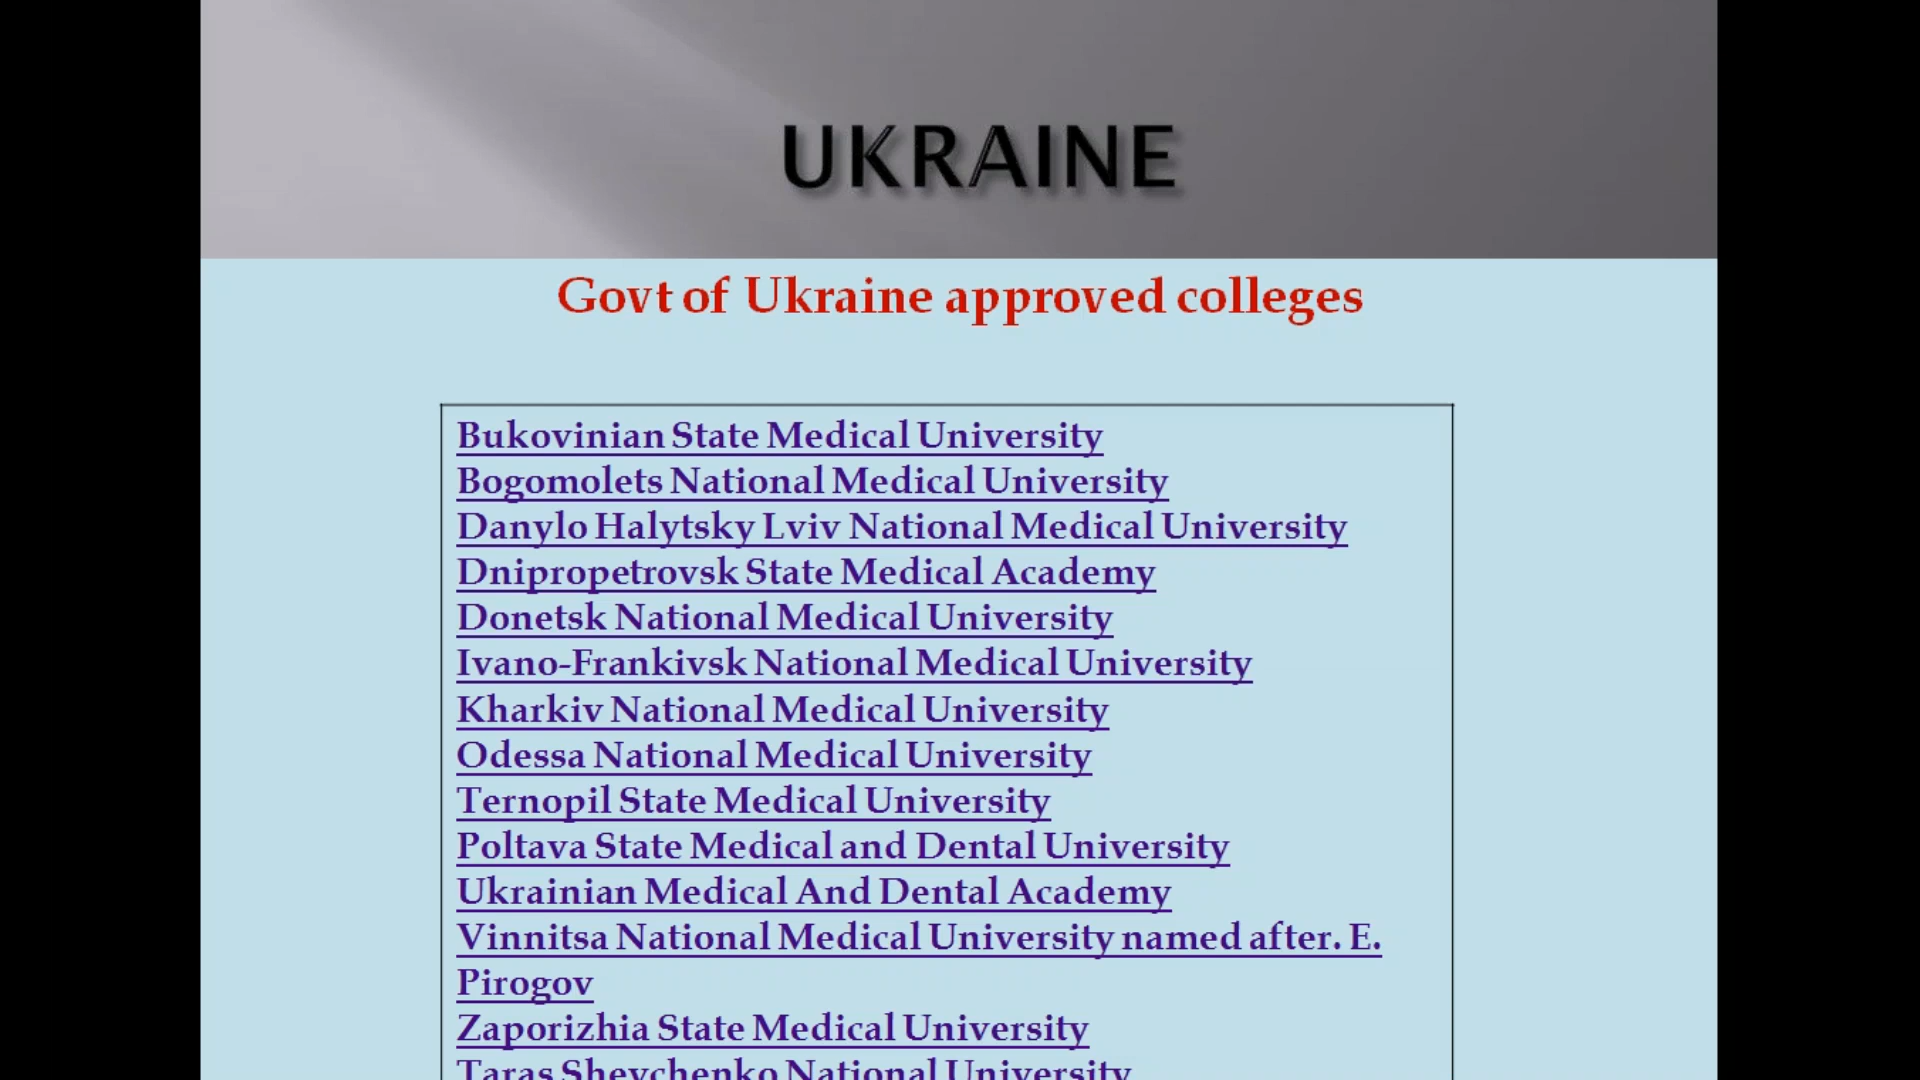 UKRAINE
Govt of Ukraine approved colleges
Bukovinian State Medical University
Bogomolets National Medical University
Danylo Halytsky Lviv National Medical University
Dnipropetrovsk State Medical Academy
Donetsk National Medical University
Ivano-Frankivsk National Medical University
Kharkiv National Medical University
Odessa National Medical University
Ternopil State Medical University
Poltava State Medical and Dental University
Ukrainian Medical And Dental Academy
Vinnitsa National Medical University named after. E.
Pirogov
Zaporizhia State Medical University
Taras Shevchenko National University